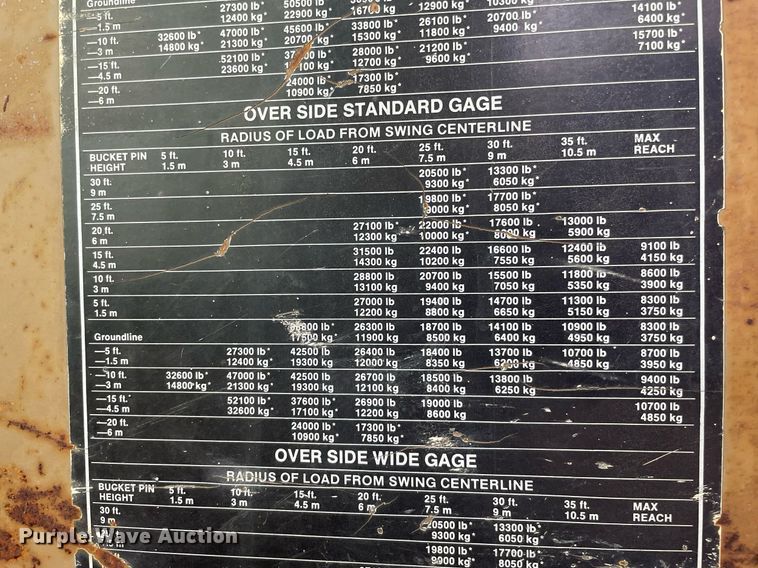 Groundline 27300 lb* 50500 lb 12900 kg*
—5 ft. 12400 kg* 22900 kg* 14100 lb*
—1.5 m 47000 lb* 45600 lb* 33800 lb* 26100 lb* 20700 lb* 6400 kg*
—10 ft. 32600 lb* 21300 kg* 20700 kg* 15300 kg* 11800 kg* 9400 kg* 15700 lb*
—3 m 14800 kg* 52100 lb* 28000 lb* 21200 lb* 7100 kg*
—15 ft. 23600 kg* 12700 kg* 9600 kg*
—4.5 m 24000 lb* 17300 lb*
—20 ft. 10900 kg* 7850 kg*
—6 m
OVER SIDE STANDARD GAGE
RADIUS OF LOAD FROM SWING CENTERLINE
BUCKET PIN 5 ft. 10 ft. 15 ft. 20 ft. 25 ft. 30 ft. 35 ft. MAX
HEIGHT 1.5 m 3 m 4.5 m 6 m 7.5 m 9 m 10.5 m REACH
30 ft. 20500 lb* 13300 lb*
9 m 9300 kg* 6050 kg*
25 ft. 19800 lb* 17700 lb*
7.5 m 9000 kg* 8050 kg*
20 ft. 27100 lb* 22000 lb* 17600 lb 13000 lb
6 m 12300 kg* 10000 kg* 5900 kg
15 ft. 31500 lb* 22400 lb 16600 lb 12400 lb 9100 lb
4.5 m 14300 kg* 10200 kg 7550 kg 5600 kg 4150 kg
10 ft. 28800 lb 20700 lb 15500 lb 11800 lb 8600 lb
3 m 13100 kg 9400 kg 7050 kg 5350 kg 3900 kg
5 ft. 27000 lb 19400 lb 14700 lb 11300 lb 8300 lb
1.5 m 12200 kg 8800 kg 6650 kg 5150 kg 3750 kg
26300 lb 18700 lb 14100 lb 10900 lb 8300 lb
Groundline 11900 kg 8500 kg 6400 kg 4950 kg 3750 kg
—5 ft. 27300 lb* 42500 lb 26400 lb 18400 lb 13700 lb 10700 lb 8700 lb
—1.5 m 12400 kg* 19300 kg 12000 kg 8350 kg 6200 kg 4850 kg 3950 kg
—10 ft. 32600 lb* 47000 lb* 42500 lb 26700 lb 18500 lb 13800 lb 9400 lb
—3 m 14800 kg* 21300 kg* 19300 kg 12100 kg 8400 kg 6250 kg 4250 kg
—15 ft. 52100 lb* 37600 lb* 26900 lb 19000 lb 10700 lb
—4.5 m 32600 kg* 17100 kg* 12200 kg 8600 kg 4850 kg
—20 ft. 24000 lb* 17300 lb*
—6 m 10900 kg* 7850 kg*
OVER SIDE WIDE GAGE
RADIUS OF LOAD FROM SWING CENTERLINE
BUCKET PIN 5 ft. 10 ft. 15 ft. 20 ft. 25 ft. 30 ft. 35 ft. MAX
HEIGHT 1.5 m 3 m 4.5 m 6 m 7.5 m 9 m 10.5 m REACH
30 ft. 20500 lb* 13300 lb*
9 m 9300 kg* 6050 kg*
19800 lb* 17700 lb*
9900 kg* 8050 kg*
Purple Wave Auction